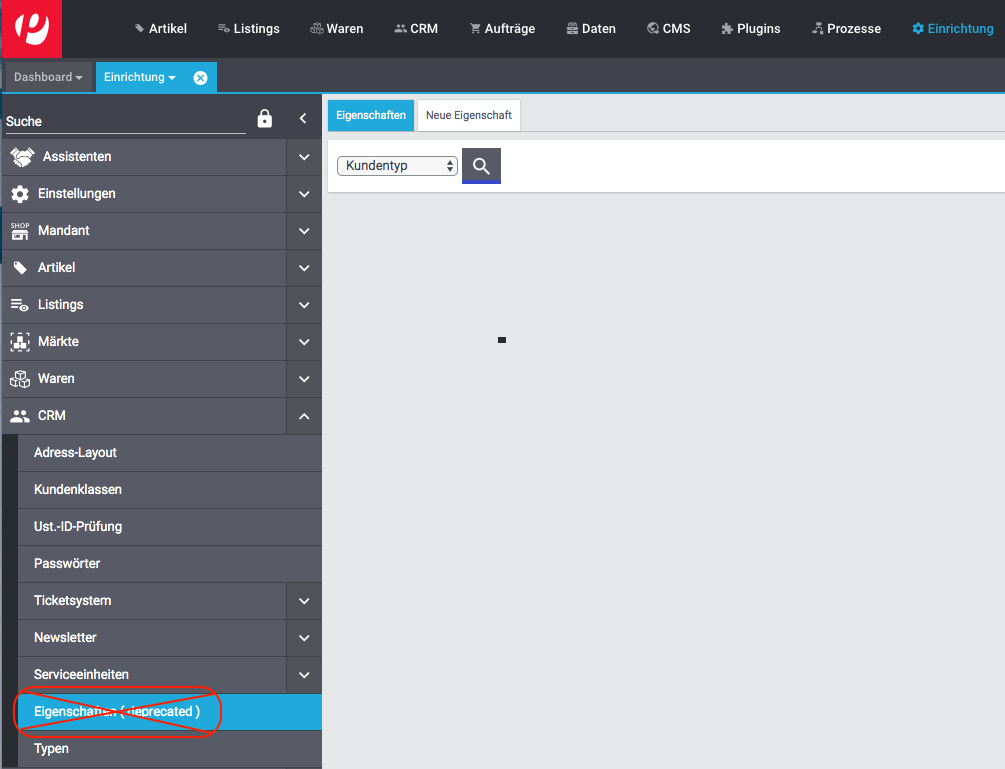 Artikel Listings Waren CRM Aufträge Daten CMS Plugins Prozesse Einrichtung
Dashboard Einrichtung
Suche
Eigenschaften Neue Eigenschaft
Kundentyp
Assistenten
Einstellungen
SHOP
Mandant
Artikel
Listings
Märkte
Waren
CRM
Adress-Layout
Kundenklassen
Ust.-ID-Prüfung
Passwörter
Ticketsystem
Newsletter
Serviceeinheiten
Eigenschaften ( deprecated )
Typen